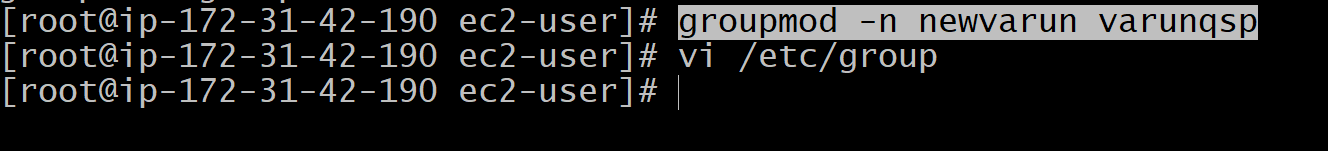 [root@ip-172-31-42-190 ec2-user]# groupmod -n newvarun varunqsp
[root@ip-172-31-42-190 ec2-user]# vi /etc/group
[root@ip-172-31-42-190 ec2-user]#